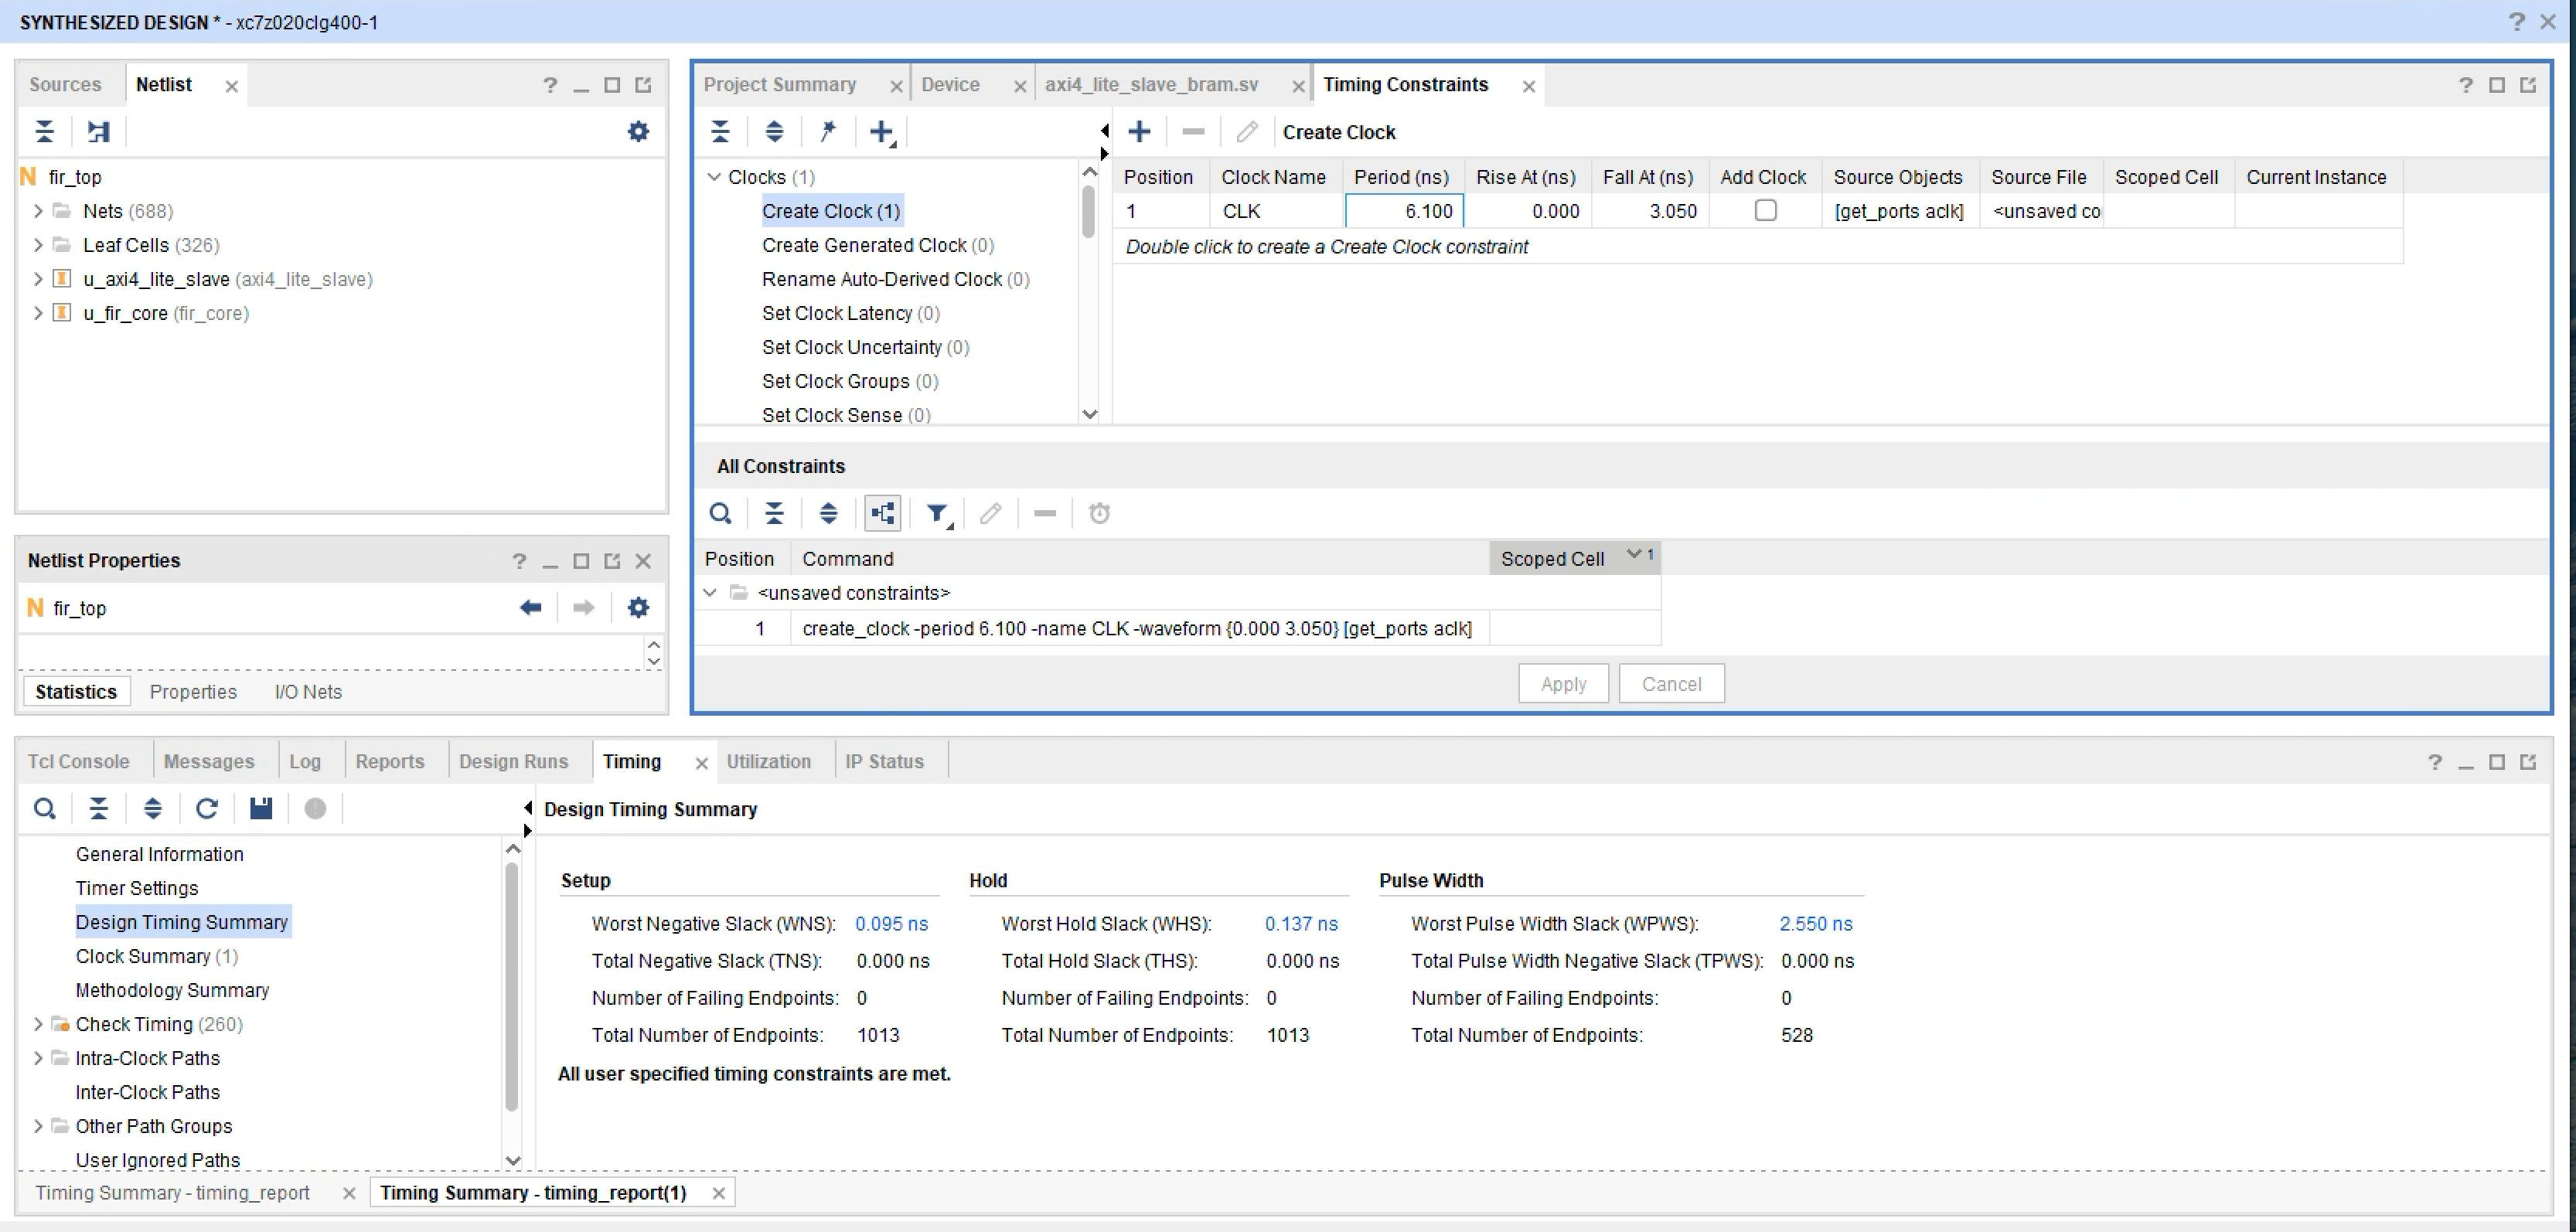 SYNTHESIZED DESIGN * - xc7z020clg400-1
Sources
Netlist
fir_top
Nets (688)
Leaf Cells (326)
u_axi4_lite_slave (axi4_lite_slave)
u_fir_core (fir_core)
Netlist Properties
fir_top
Statistics
Properties
I/O Nets
Project Summary
Device
axi4_lite_slave_bram.sv
Timing Constraints
Clocks (1)
Create Clock (1)
Create Generated Clock (0)
Rename Auto-Derived Clock (0)
Set Clock Latency (0)
Set Clock Uncertainty (0)
Set Clock Groups (0)
Set Clock Sense (0)
Create Clock
Position Clock Name Period (ns) Rise At (ns) Fall At (ns) Add Clock Source Objects Source File Scoped Cell Current Instance
1 CLK 6.100 0.000 3.050 [get_ports aclk] <unsaved co
Double click to create a Create Clock constraint
All Constraints
Position Command Scoped Cell 1
<unsaved constraints>
1 create_clock -period 6.100 -name CLK -waveform {0.000 3.050} [get_ports aclk]
Apply
Cancel
Tcl Console
Messages
Log
Reports
Design Runs
Timing
Utilization
IP Status
General Information
Timer Settings
Design Timing Summary
Clock Summary (1)
Methodology Summary
Check Timing (260)
Intra-Clock Paths
Inter-Clock Paths
Other Path Groups
User Ignored Paths
Design Timing Summary
Setup
Worst Negative Slack (WNS): 0.095 ns
Total Negative Slack (TNS): 0.000 ns
Number of Failing Endpoints: 0
Total Number of Endpoints: 1013
Hold
Worst Hold Slack (WHS): 0.137 ns
Total Hold Slack (THS): 0.000 ns
Number of Failing Endpoints: 0
Total Number of Endpoints: 1013
Pulse Width
Worst Pulse Width Slack (WPWS): 2.550 ns
Total Pulse Width Negative Slack (TPWS): 0.000 ns
Number of Failing Endpoints: 0
Total Number of Endpoints: 528
All user specified timing constraints are met.
Timing Summary - timing_report
Timing Summary - timing_report(1)